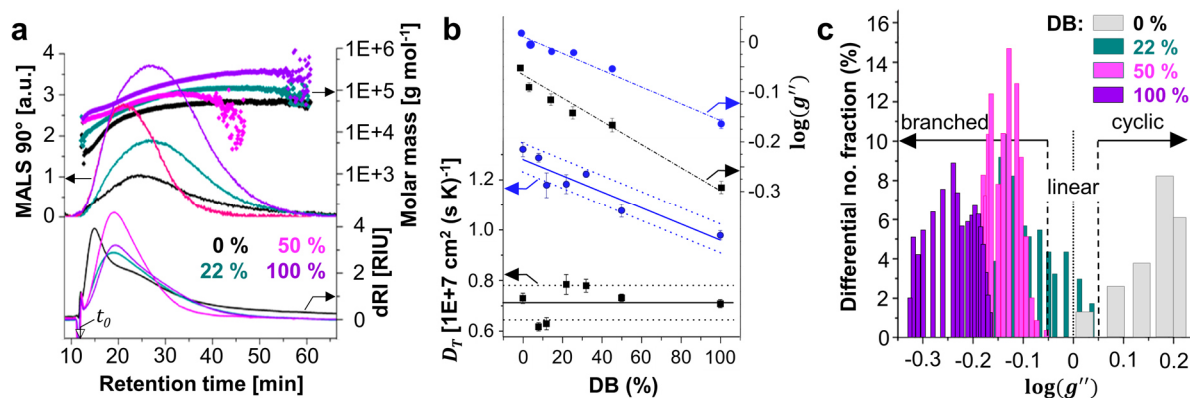 a
MALS 90° [a.u.]
4
3
2
1
0
1E+6
1E+5
1E+4
1E+3
Molar mass [g mol⁻¹]
0 % 50 %
22 % 100 %
4
2
0
dRI [RIU]
t₀
10 20 30 40 50 60
Retention time [min]
b
D_T [1E+7 cm² (s K)⁻¹]
1.2
1.0
0.8
0.6
0
-0.1
-0.2
-0.3
log(g'')
0 20 40 60 80 100
DB (%)
c
Differential no. fraction (%)
16
14
12
10
8
6
4
2
0
DB:
0 %
22 %
50 %
100 %
branched
linear
cyclic
-0.3 -0.2 -0.1 0 0.1 0.2
log(g'')